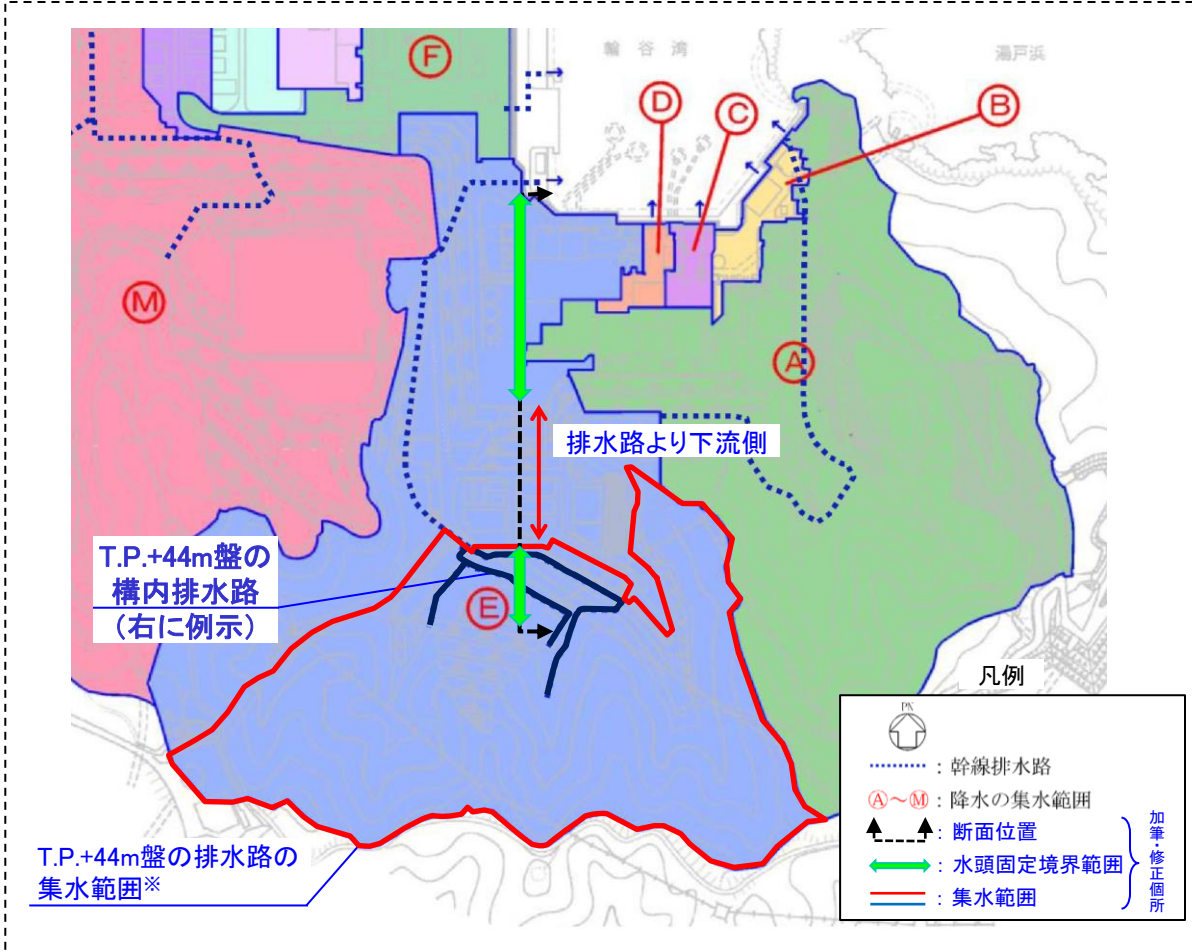 輪谷湾
湯戸浜
Ⓕ
Ⓓ
Ⓒ
Ⓑ
Ⓜ
Ⓐ
排水路より下流側
T.P.+44m盤の
構内排水路
(右に例示)
Ⓔ
T.P.+44m盤の排水路の
集水範囲※
凡例
PN
:幹線排水路
Ⓐ～Ⓜ:降水の集水範囲
:断面位置
:水頭固定境界範囲
:集水範囲
加筆・修正個所